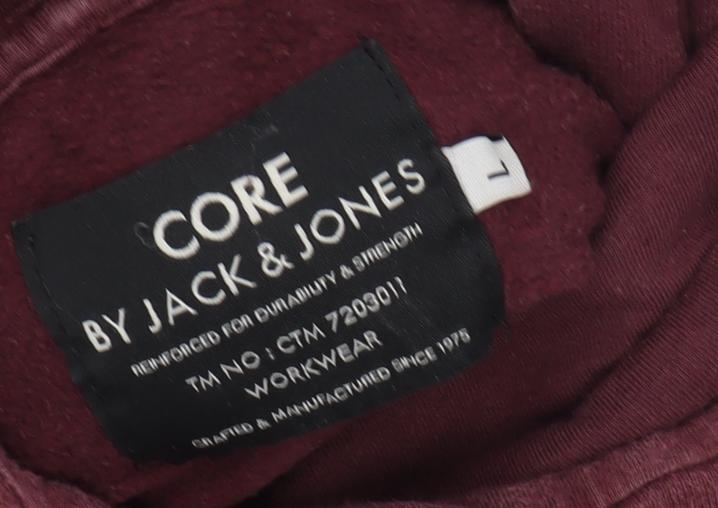 CORE
BY JACK & JONES
REINFORCED FOR DURABILITY & STRENGTH
TM NO : CTM 7203011
WORKWEAR
CRAFTED & MANUFACTURED SINCE 1975
L